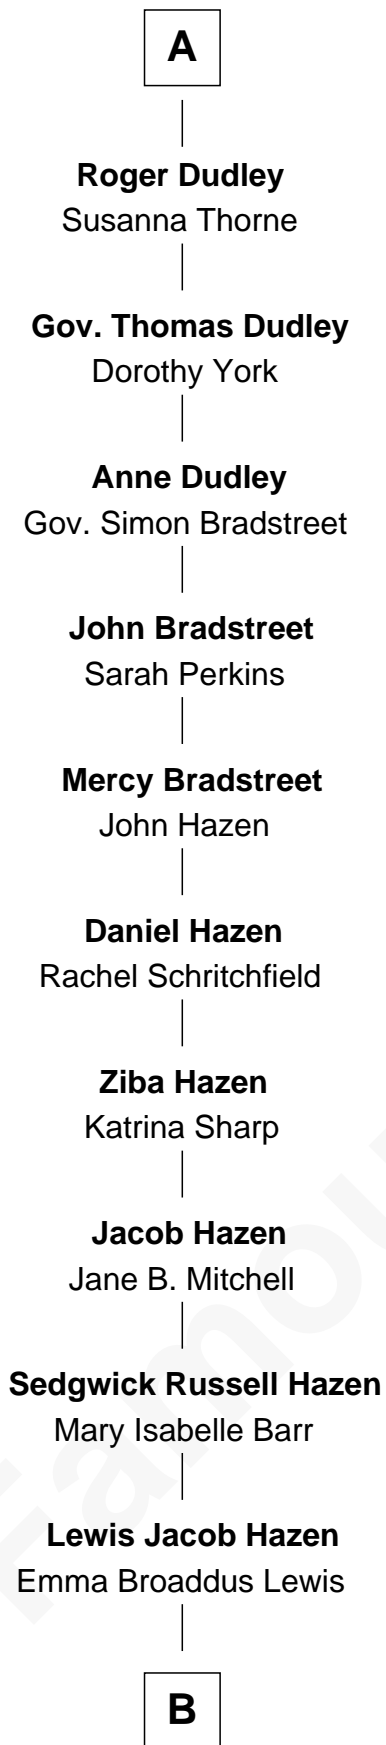 A
Roger Dudley
Susanna Thorne
Gov. Thomas Dudley
Dorothy York
Anne Dudley
Gov. Simon Bradstreet
John Bradstreet
Sarah Perkins
Mercy Bradstreet
John Hazen
Daniel Hazen
Rachel Schritchfield
Ziba Hazen
Katrina Sharp
Jacob Hazen
Jane B. Mitchell
Sedgwick Russell Hazen
Mary Isabelle Barr
Lewis Jacob Hazen
Emma Broaddus Lewis
B
Famou